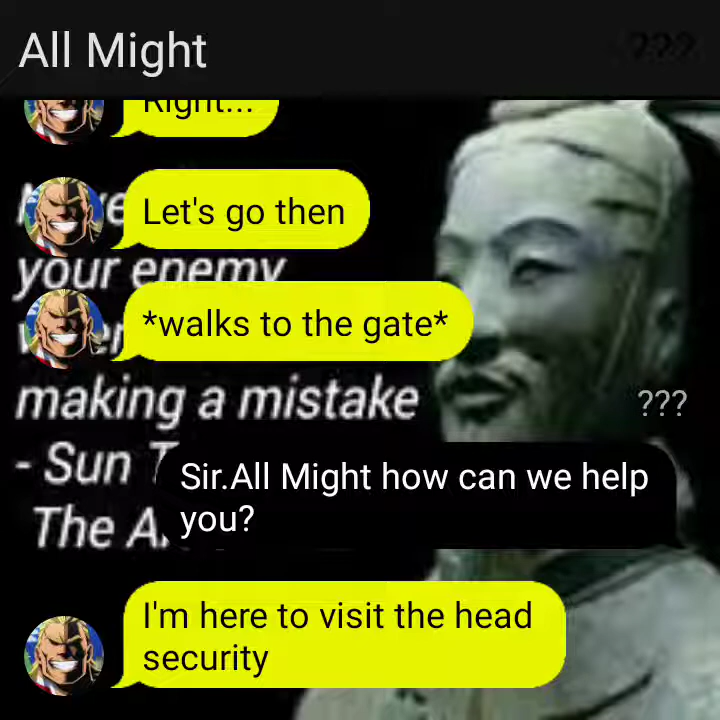 All Might
???
Right...
Let's go then
your enemy
*walks to the gate*
making a mistake
???
- Sun
Sir.All Might how can we help
you?
The A
I'm here to visit the head
security